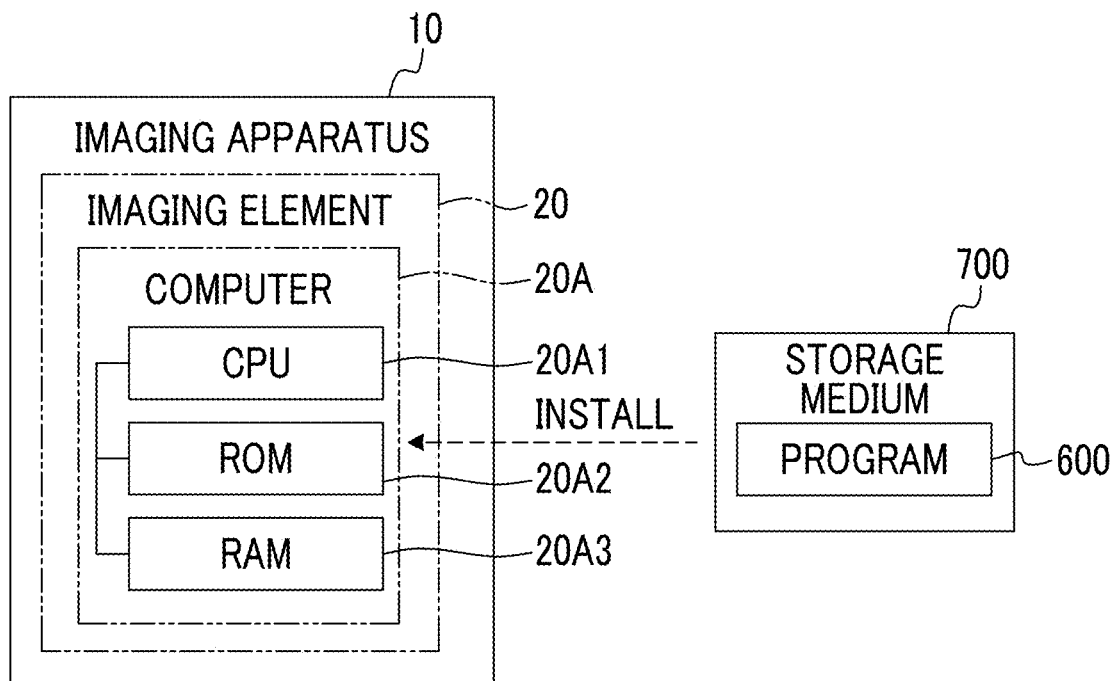 10
IMAGING APPARATUS
IMAGING ELEMENT
20
COMPUTER
20A
CPU
20A1
ROM
20A2
RAM
20A3
INSTALL
700
STORAGE
MEDIUM
PROGRAM
600